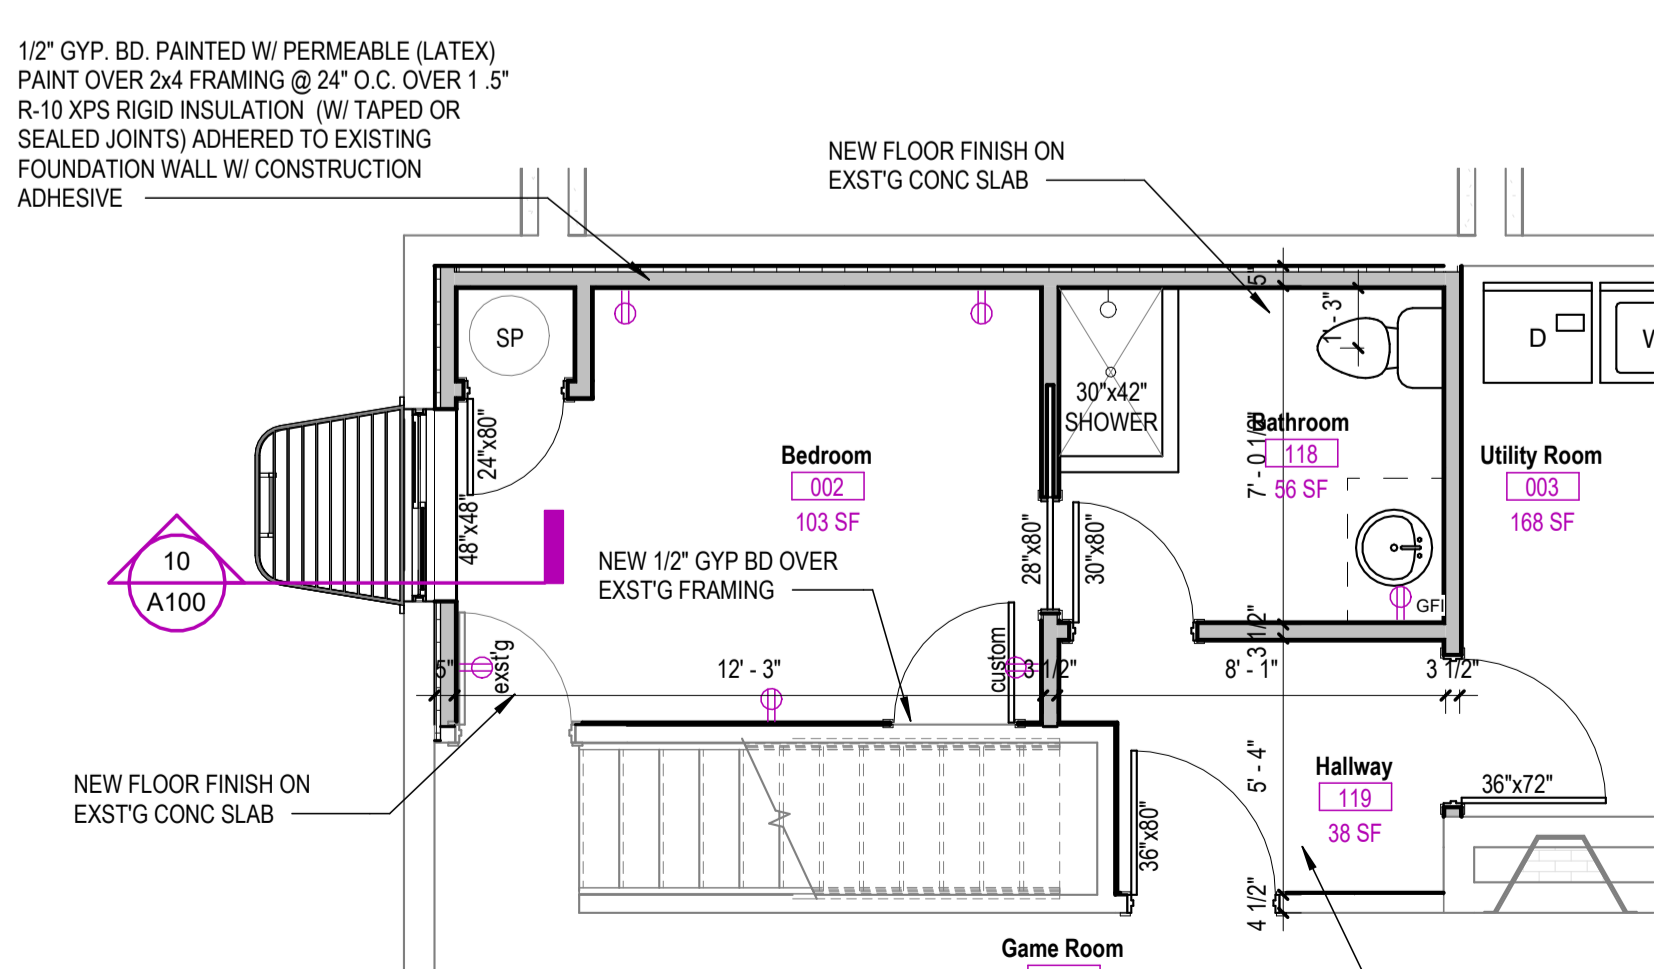 1/2" GYP. BD. PAINTED W/ PERMEABLE (LATEX)
PAINT OVER 2x4 FRAMING @ 24" O.C. OVER 1 .5"
R-10 XPS RIGID INSULATION (W/ TAPED OR
SEALED JOINTS) ADHERED TO EXISTING
FOUNDATION WALL W/ CONSTRUCTION
ADHESIVE
NEW FLOOR FINISH ON
EXST'G CONC SLAB
5"
1' - 3"
SP
D
30"x42"
SHOWER
24"x80"
Bedroom
002
103 SF
Bathroom
118
56 SF
7' - 0 1/8"
Utility Room
003
168 SF
48"x48"
28"x80"
30"x80"
10
A100
NEW 1/2" GYP BD OVER
EXST'G FRAMING
GFI
3 1/2"
5"
exst'g
12' - 3"
custom
3 1/2"
8' - 1"
3 1/2"
NEW FLOOR FINISH ON
EXST'G CONC SLAB
5' - 4"
Hallway
119
38 SF
36"x72"
36"x80"
4 1/2"
Game Room